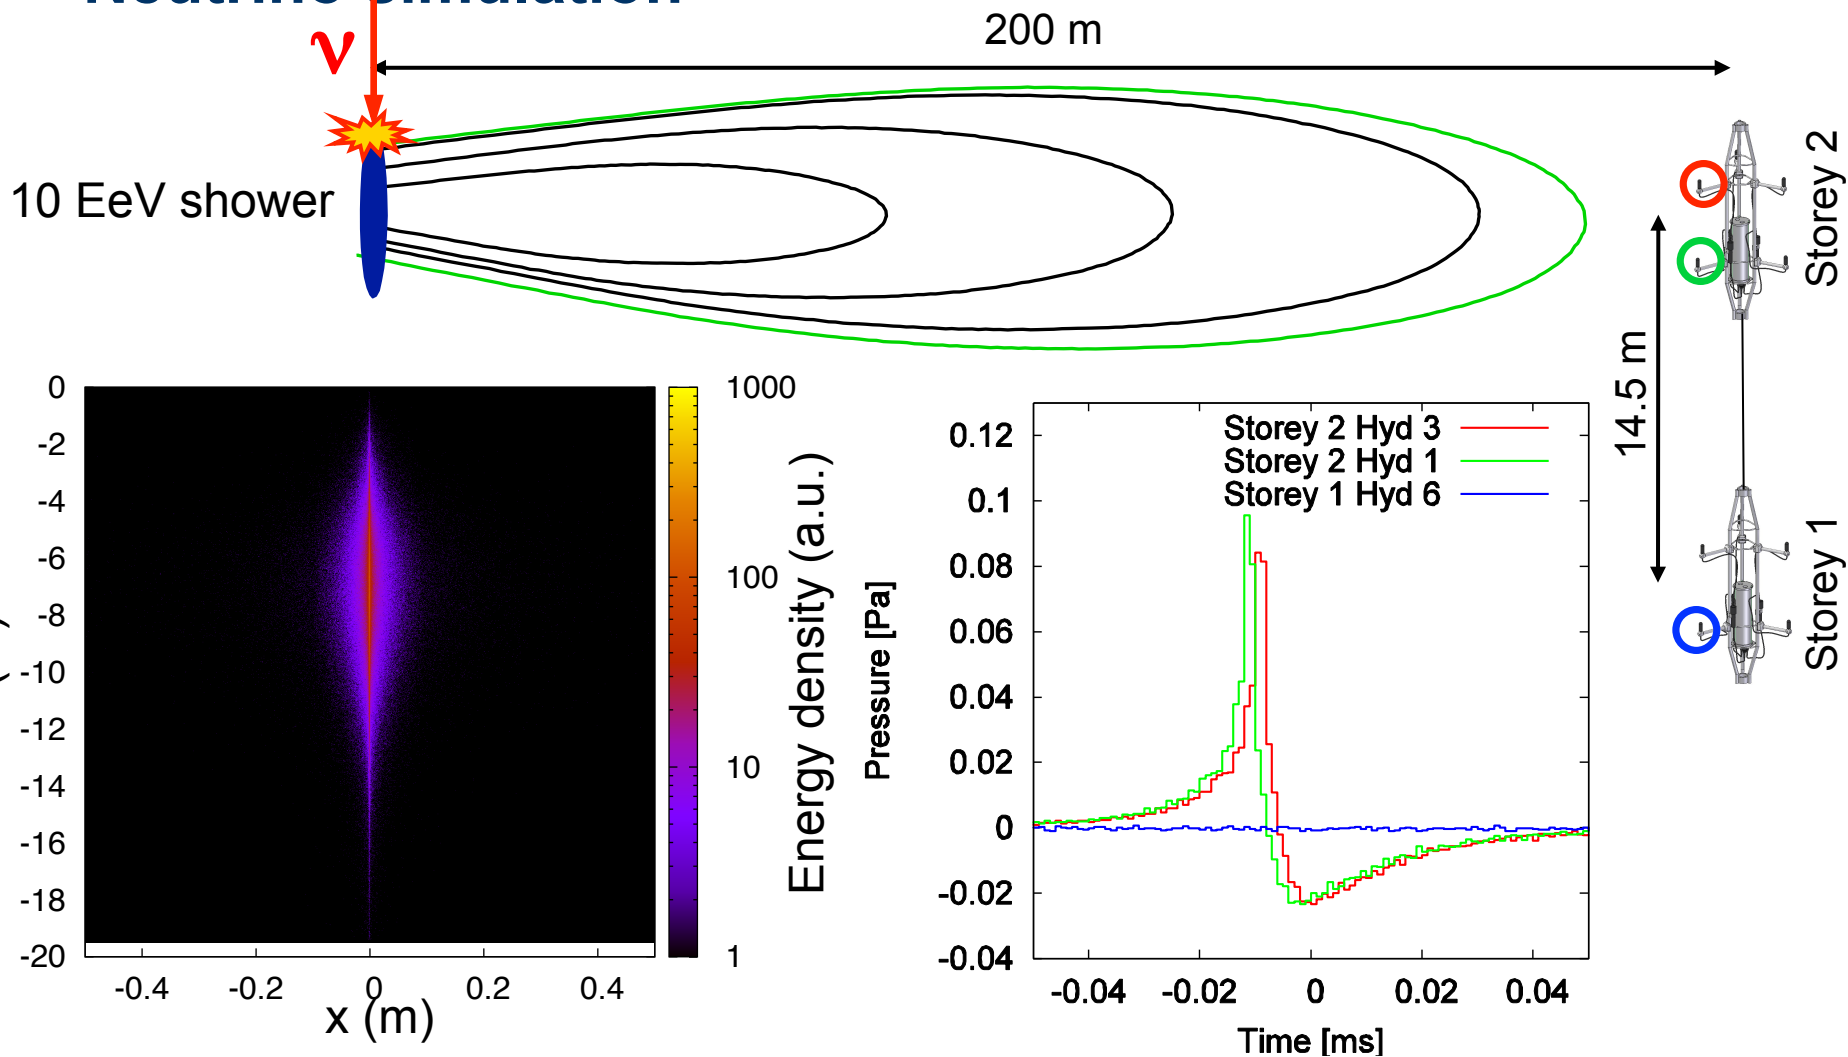 Neutrino simulation
200 m
ν
10 EeV shower
Storey 2
14.5 m
Storey 1
0
-2
-4
-6
-8
-10
-12
-14
-16
-18
-20
-0.4 -0.2 0 0.2 0.4
x (m)
1000
100
10
1
Energy density (a.u.)
Pressure [Pa]
0.12
0.1
0.08
0.06
0.04
0.02
0
-0.02
-0.04
Storey 2 Hyd 3
Storey 2 Hyd 1
Storey 1 Hyd 6
-0.04 -0.02 0 0.02 0.04
Time [ms]